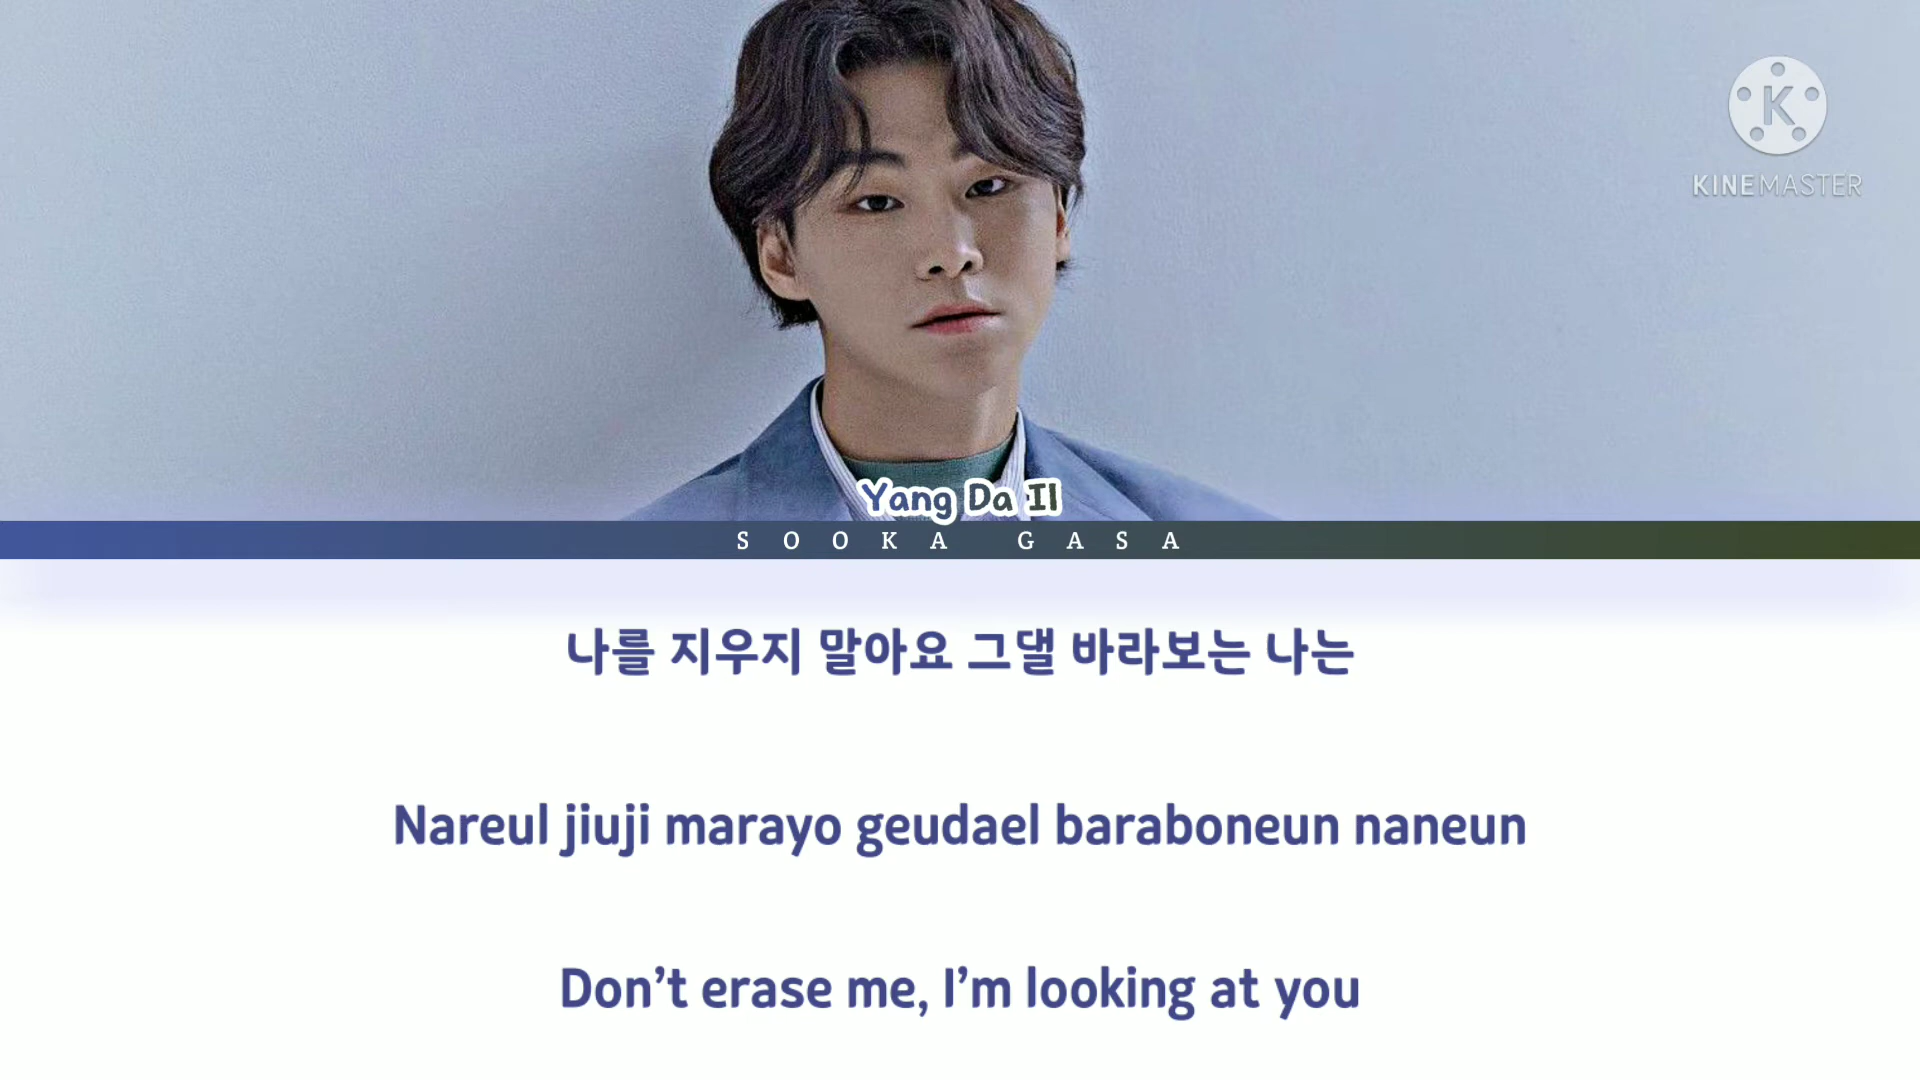 K
KINEMASTER
Yang Da Il
SOOKA GASA
나를 지우지 말아요 그댈 바라보는 나는
Nareul jiuji marayo geudael baraboneun naneun
Don't erase me, I'm looking at you